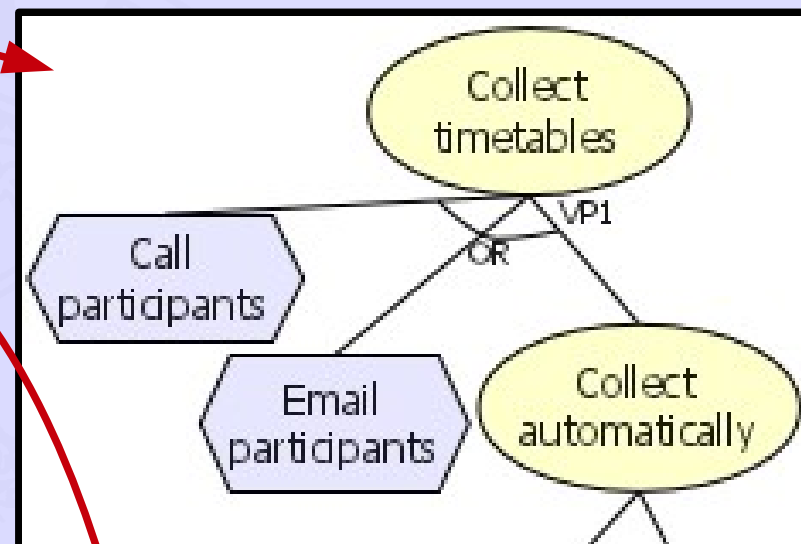 Collect
timetables
VP1
OR
Call
participants
Email
participants
Collect
automatically